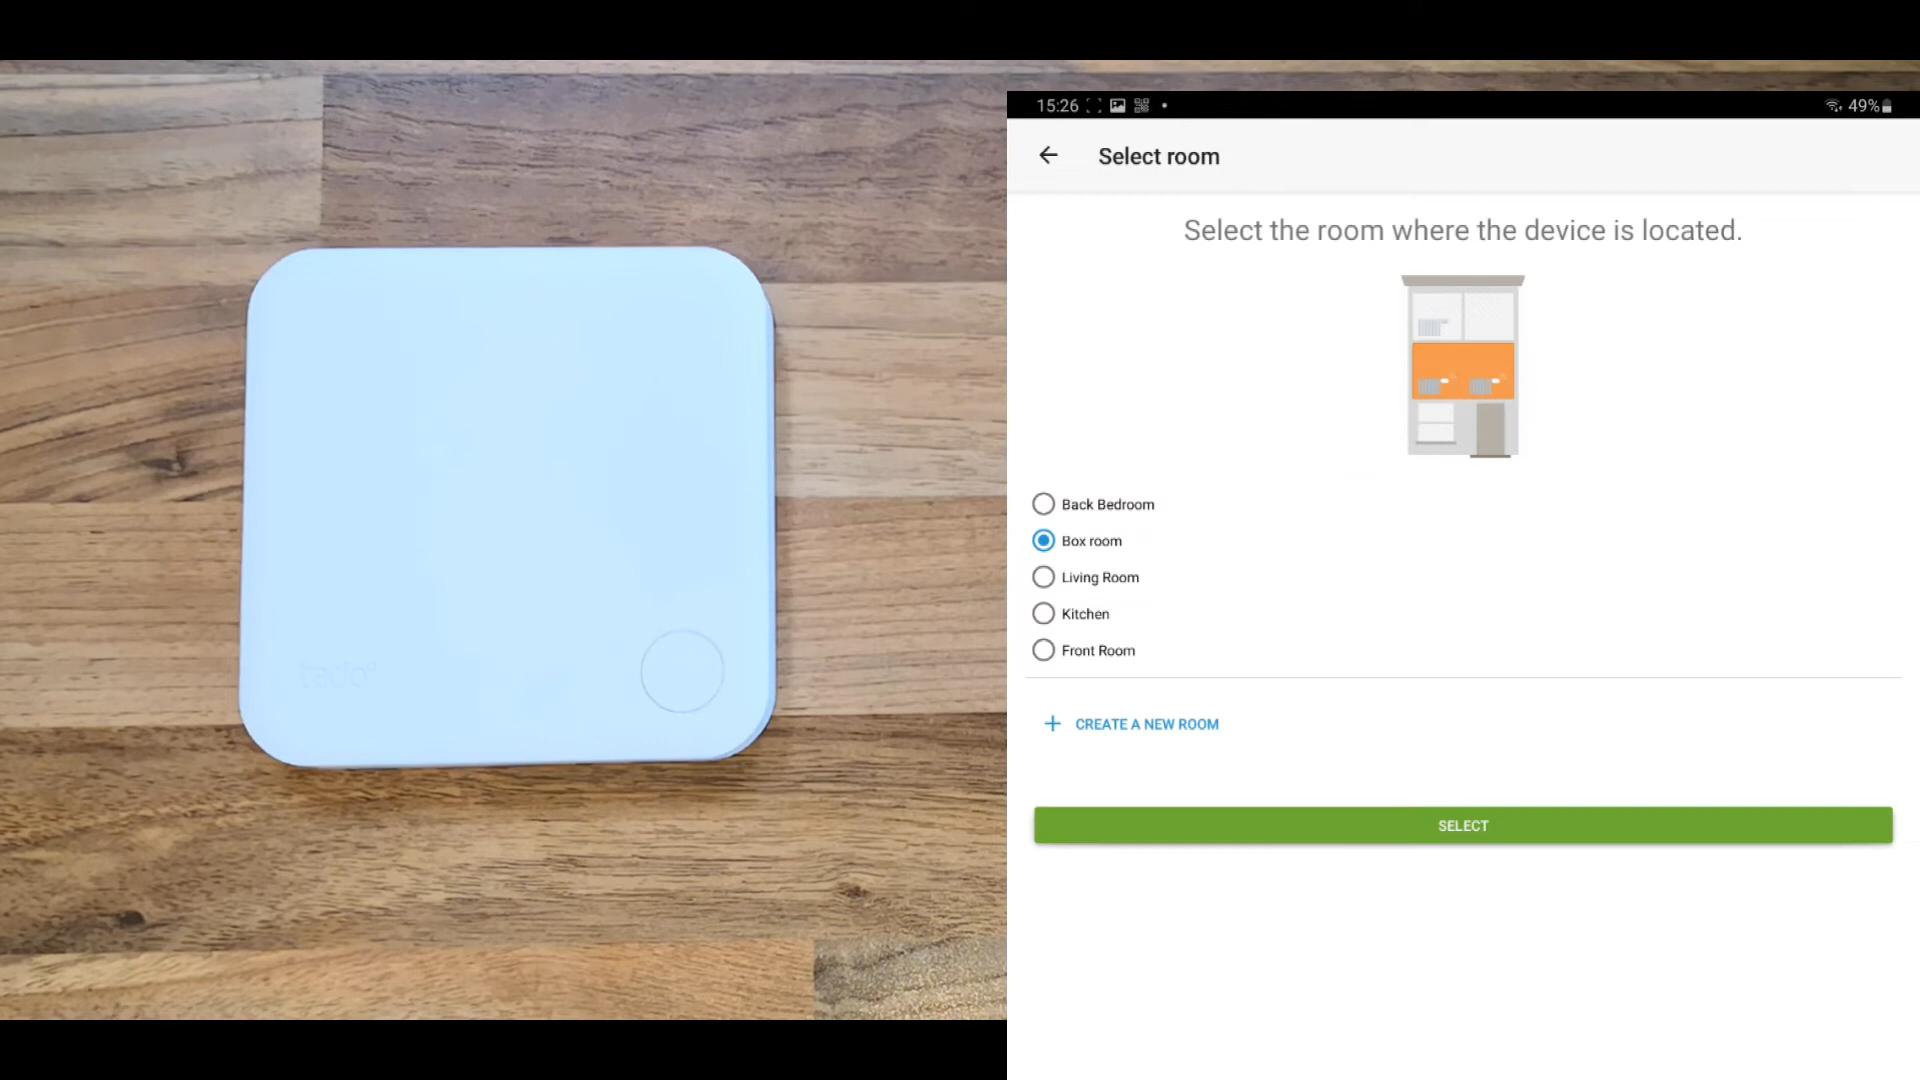 tado°
15:26
49%
Select room
Select the room where the device is located.
Back Bedroom
Box room
Living Room
Kitchen
Front Room
+ CREATE A NEW ROOM
SELECT